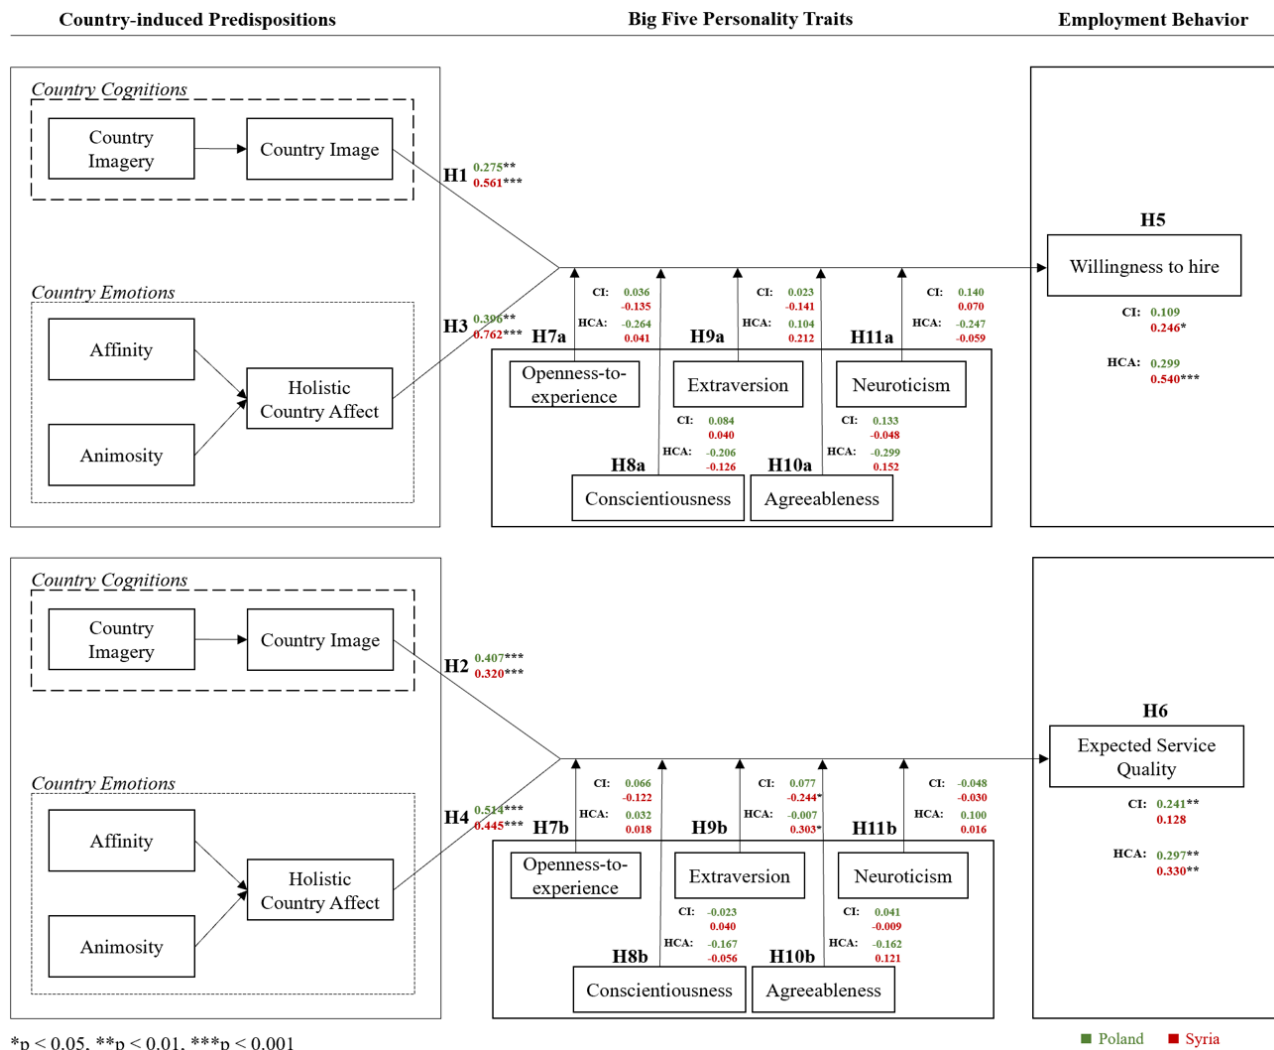 Country-induced Predispositions
Big Five Personality Traits
Employment Behavior
Country Cognitions
Country
Imagery
Country Image
H1 0.275**
0.561***
Country Emotions
Affinity
Animosity
Holistic
Country Affect
H3 0.396**
0.762***
CI: 0.036
-0.135
HCA: -0.264
0.041
H7a
Openness-to-
experience
CI: 0.023
-0.141
HCA: 0.104
0.212
H9a
Extraversion
CI: 0.140
0.070
HCA: -0.247
-0.059
H11a
Neuroticism
CI: 0.084
0.040
HCA: -0.206
-0.126
H8a
Conscientiousness
CI: 0.133
-0.048
HCA: -0.299
0.152
H10a
Agreeableness
H5
Willingness to hire
CI: 0.109
0.246*
HCA: 0.299
0.540***
Country Cognitions
Country
Imagery
Country Image
H2 0.407***
0.320***
Country Emotions
Affinity
Animosity
Holistic
Country Affect
H4 0.514***
0.445***
CI: 0.066
-0.122
HCA: 0.032
0.018
H7b
Openness-to-
experience
CI: 0.077
-0.244*
HCA: -0.007
0.303*
H9b
Extraversion
CI: -0.048
-0.030
HCA: 0.100
0.016
H11b
Neuroticism
CI: -0.023
0.040
HCA: -0.167
-0.056
H8b
Conscientiousness
CI: 0.041
-0.009
HCA: -0.162
0.121
H10b
Agreeableness
H6
Expected Service
Quality
CI: 0.241**
0.128
HCA: 0.297**
0.330**
*p < 0.05, **p < 0.01, ***p < 0.001
Poland Syria